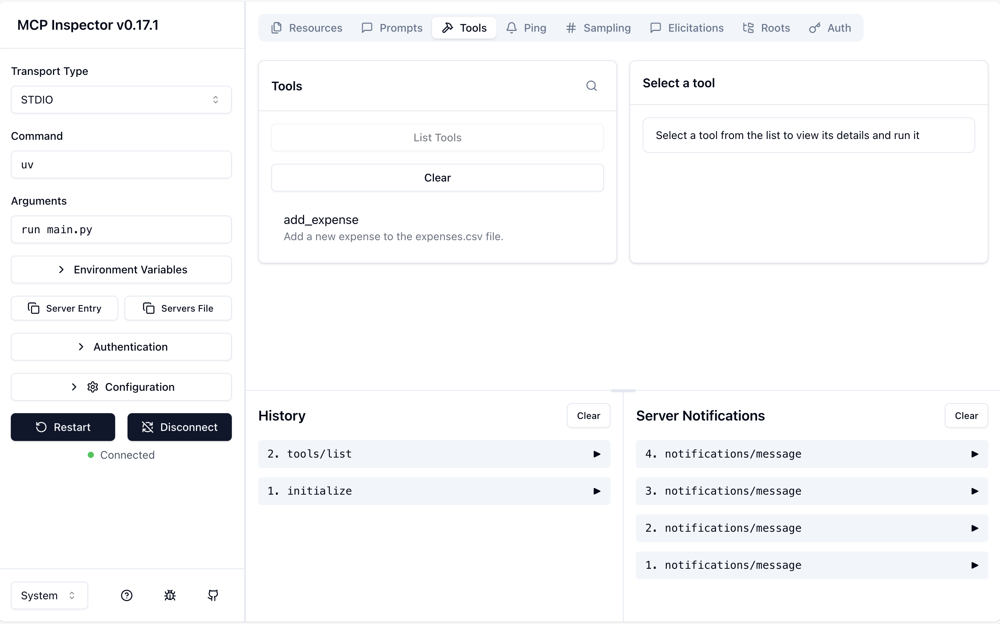 MCP Inspector v0.17.1
Transport Type
STDIO
Command
uv
Arguments
run main.py
Environment Variables
Server Entry
Servers File
Authentication
Configuration
Restart
Disconnect
Connected
System
Resources
Prompts
Tools
Ping
Sampling
Elicitations
Roots
Auth
Tools
List Tools
Clear
add_expense
Add a new expense to the expenses.csv file.
Select a tool
Select a tool from the list to view its details and run it
History
Clear
2. tools/list
1. initialize
Server Notifications
Clear
4. notifications/message
3. notifications/message
2. notifications/message
1. notifications/message